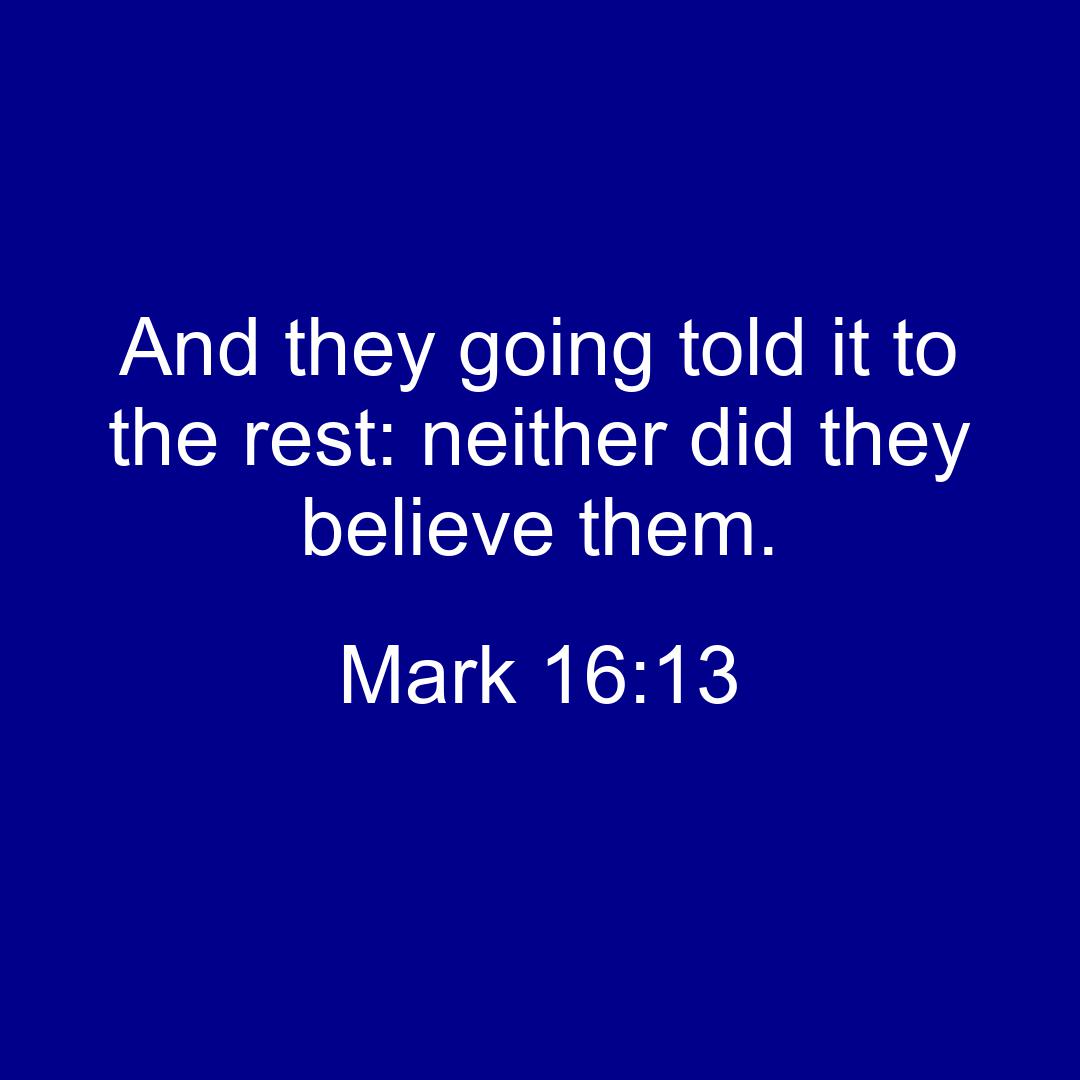 And they going told it to
the rest: neither did they
believe them.
Mark 16:13